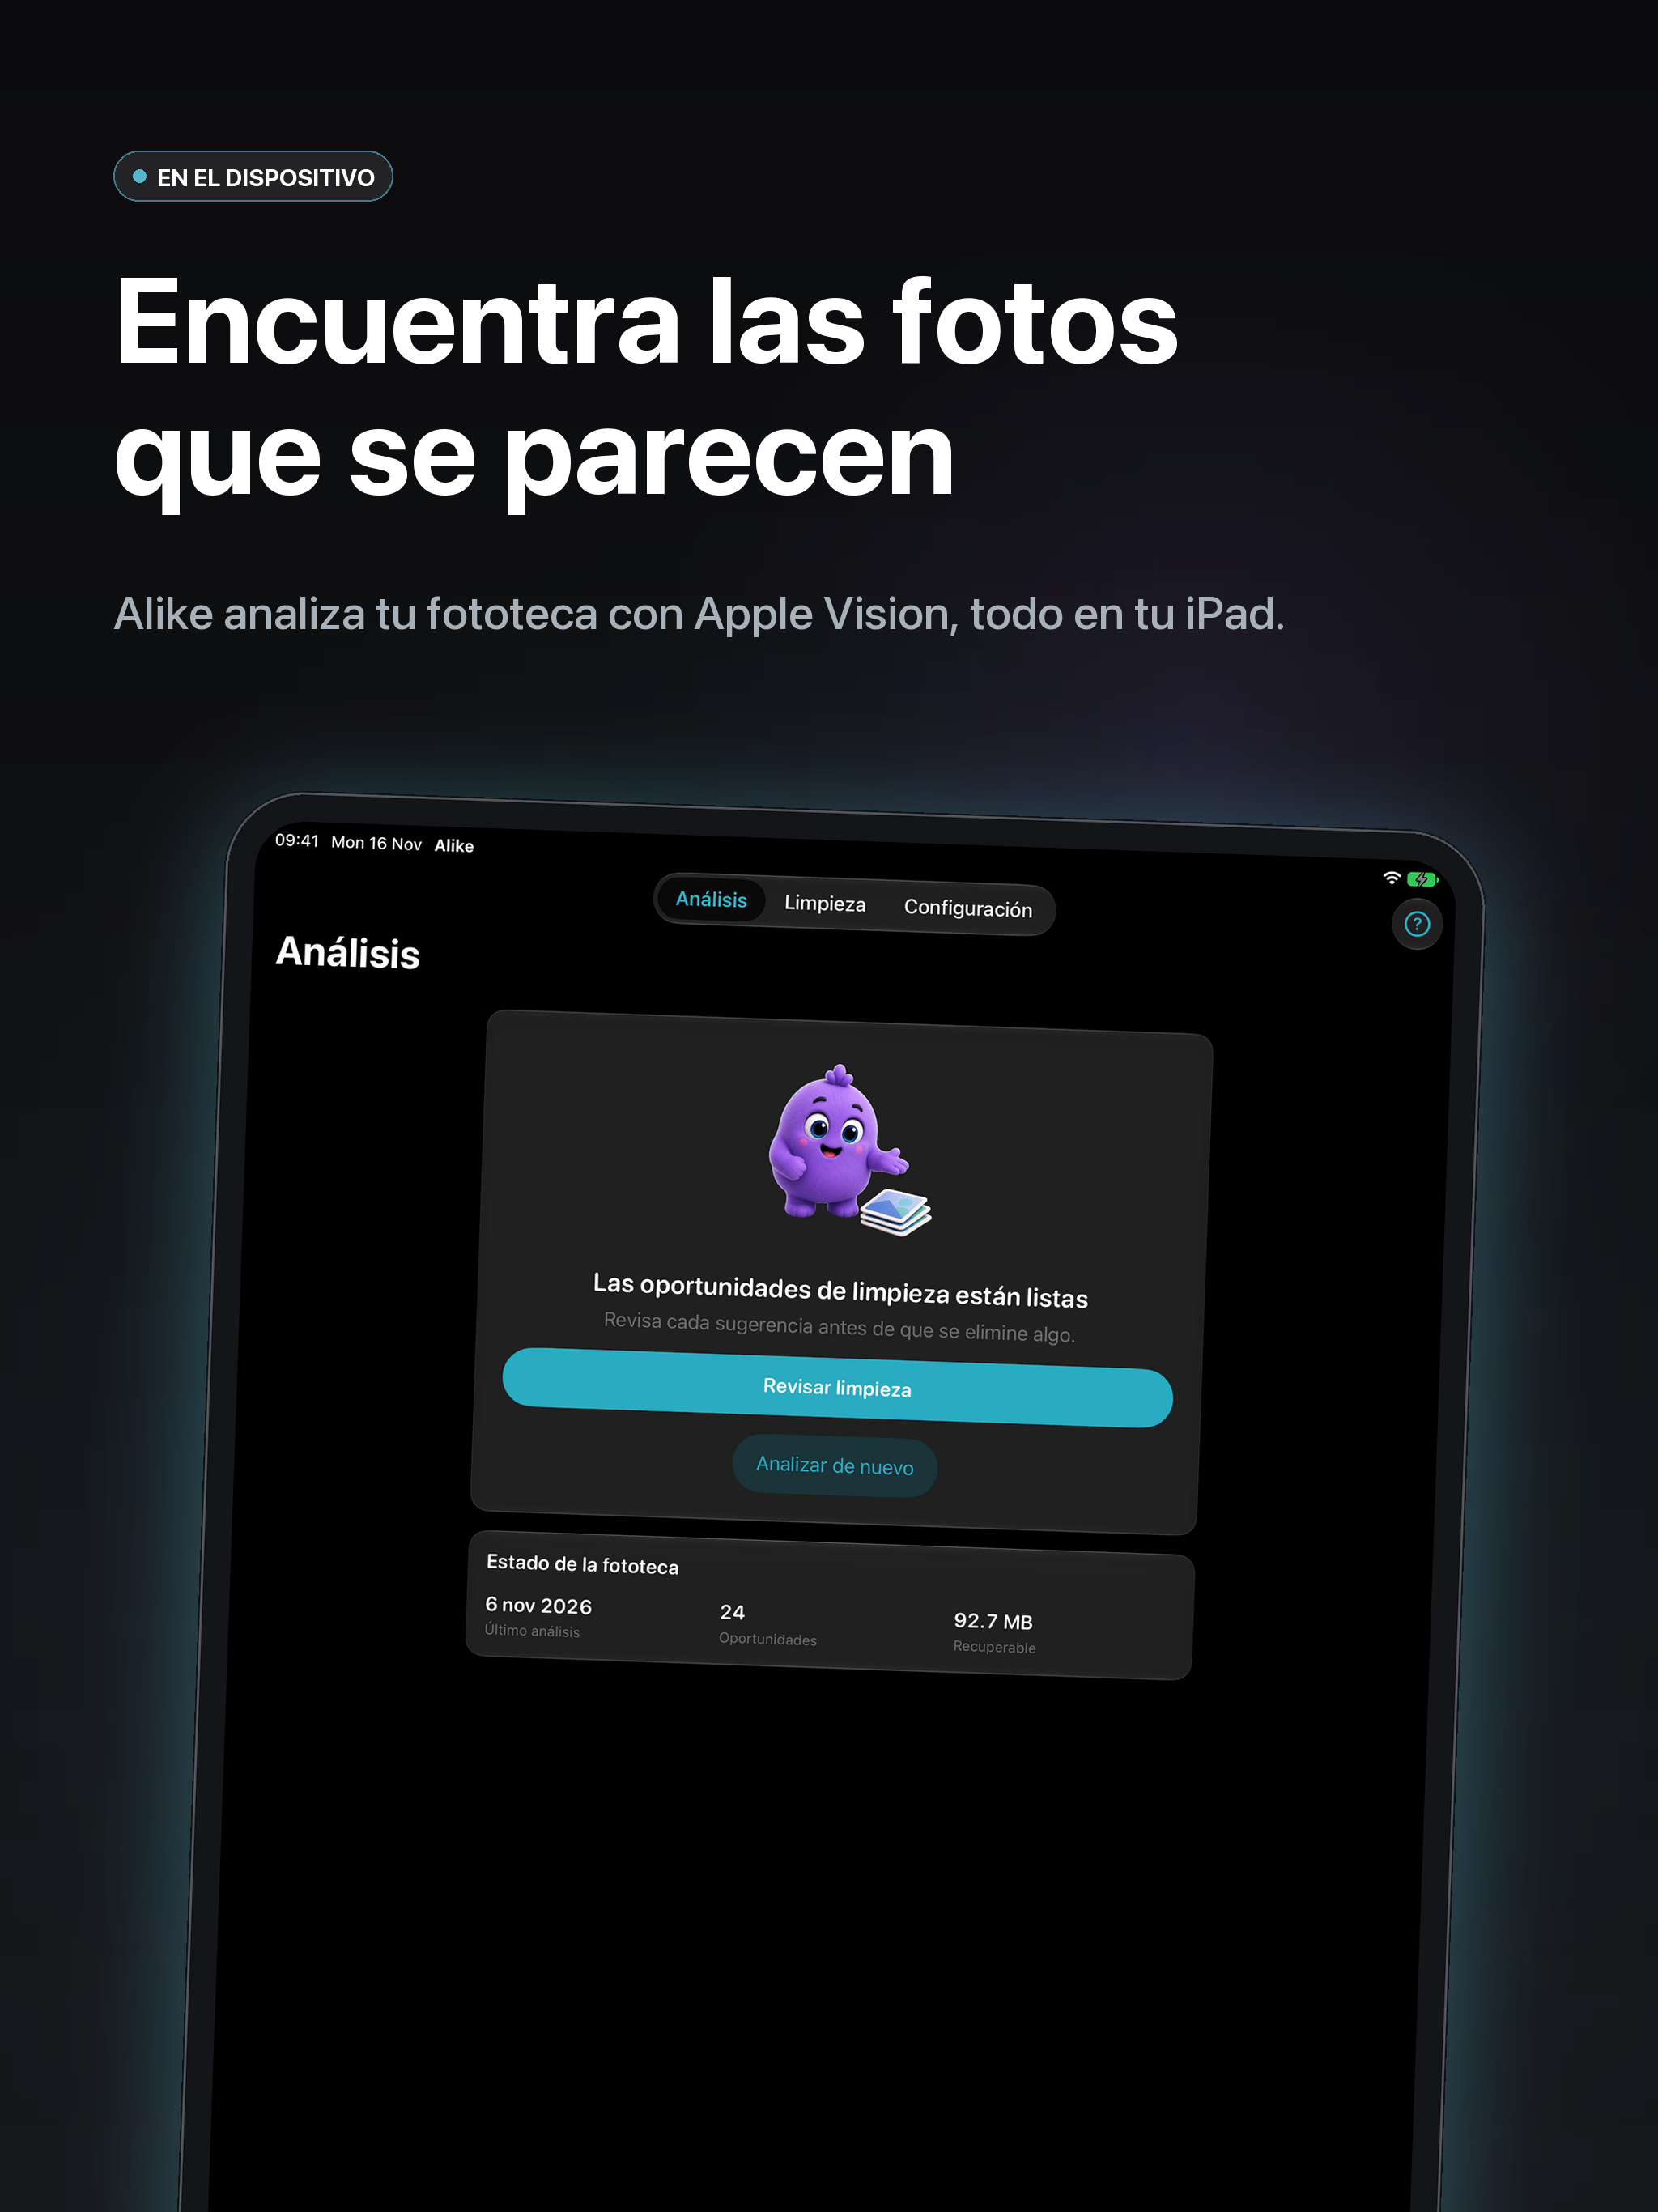 EN EL DISPOSITIVO
Encuentra las fotos
que se parecen
Alike analiza tu fototeca con Apple Vision, todo en tu iPad.
09:41 Mon 16 Nov Alike
Análisis Limpieza Configuración
?
Análisis
Las oportunidades de limpieza están listas
Revisa cada sugerencia antes de que se elimine algo.
Revisar limpieza
Analizar de nuevo
Estado de la fototeca
6 nov 2026 24 92.7 MB
Último análisis Oportunidades Recuperable